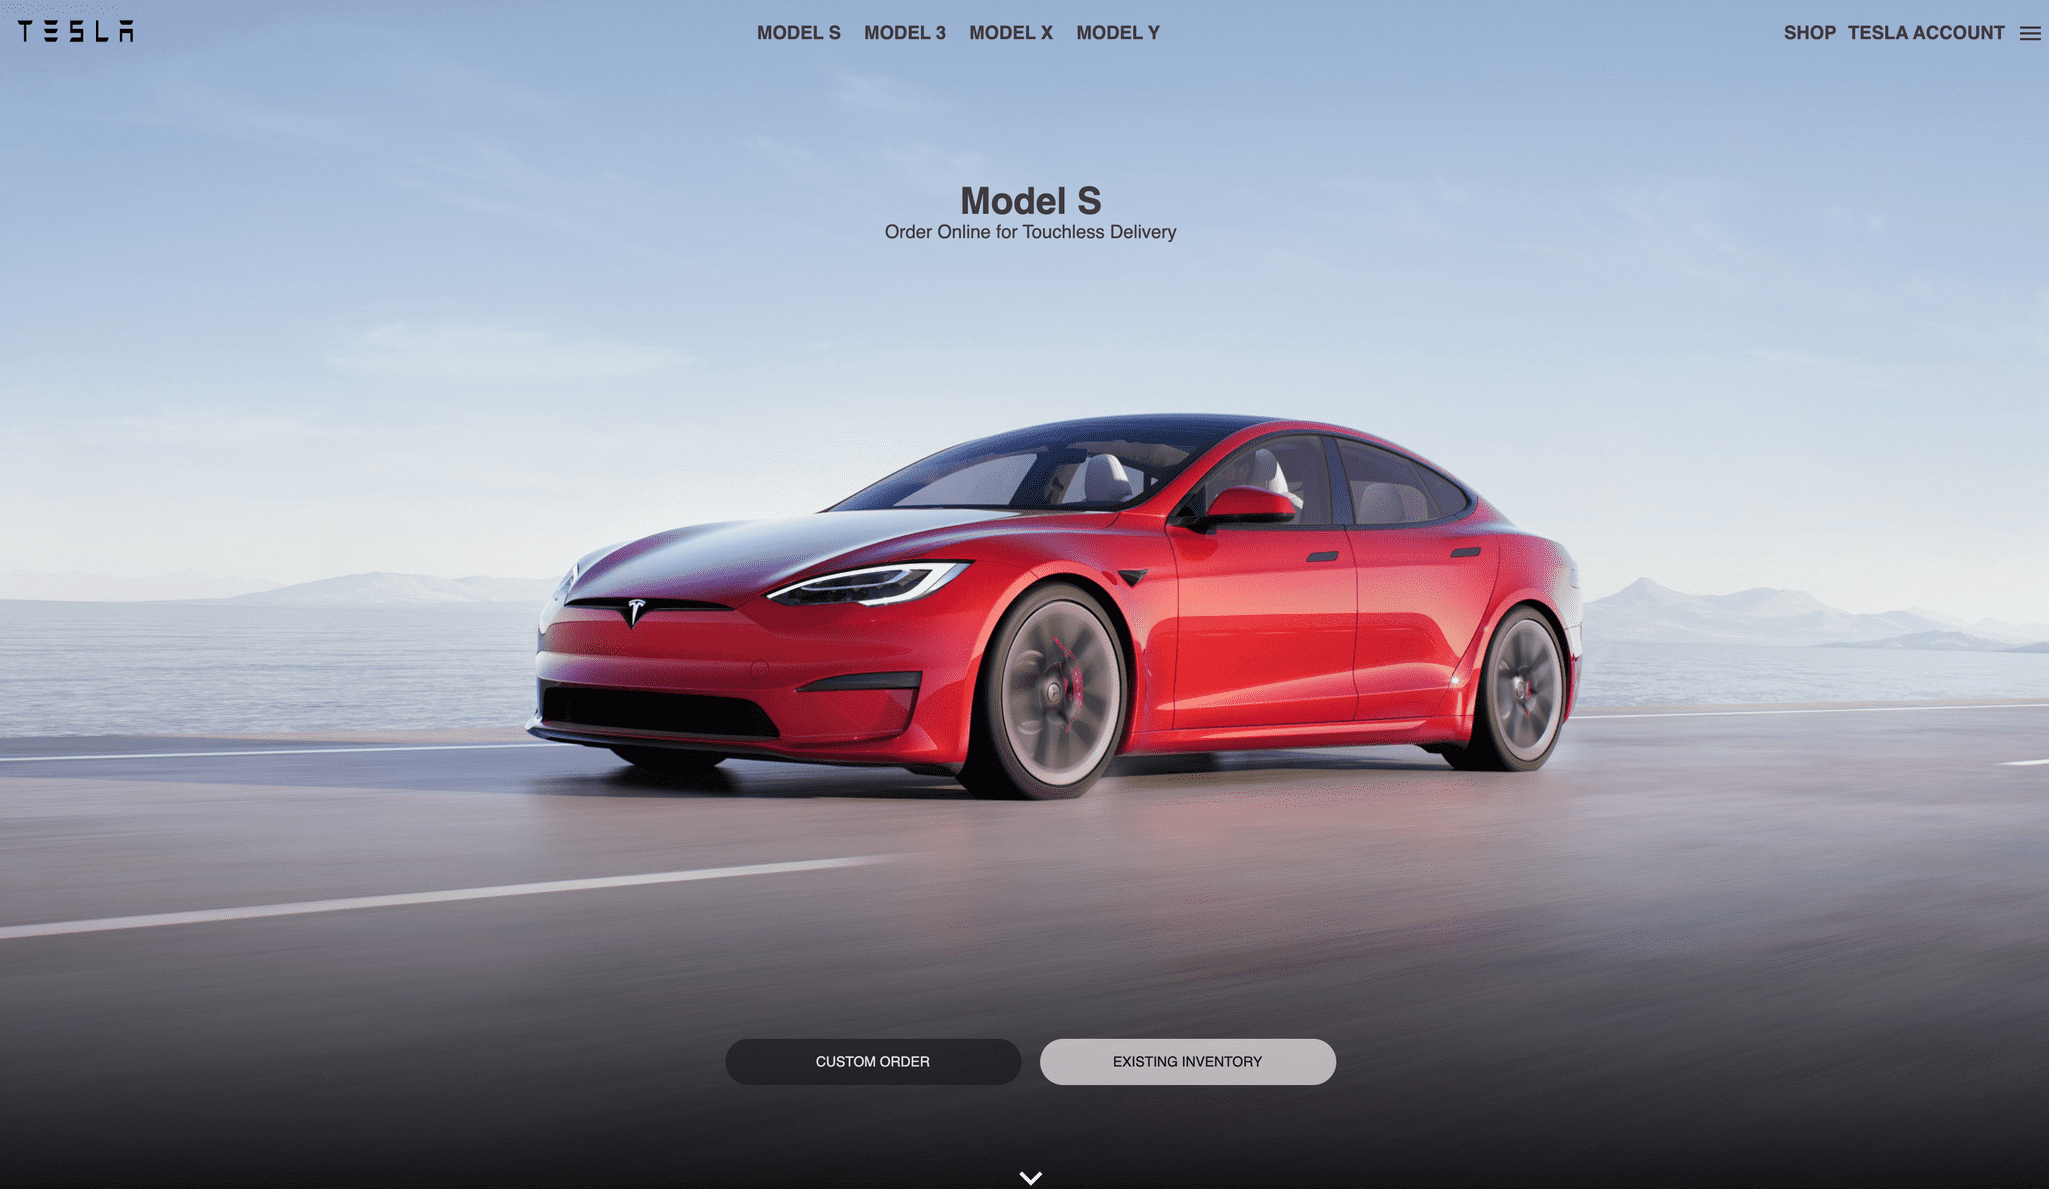 TESLA
MODEL S MODEL 3 MODEL X MODEL Y
SHOP TESLA ACCOUNT
Model S
Order Online for Touchless Delivery
CUSTOM ORDER
EXISTING INVENTORY